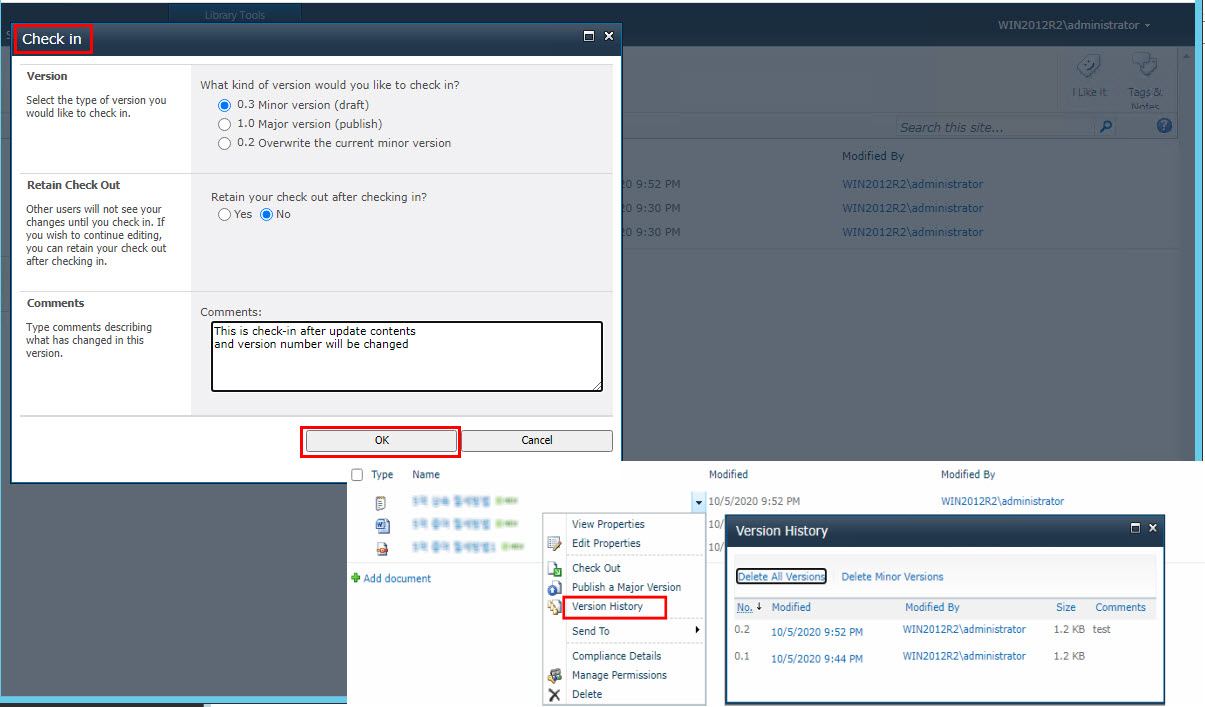 Library Tools
WIN2012R2\administrator
Check in
I Like It
Tags &
Notes
Search this site...
Version
Select the type of version you
would like to check in.
What kind of version would you like to check in?
0.3 Minor version (draft)
1.0 Major version (publish)
0.2 Overwrite the current minor version
Modified By
20 9:52 PM WIN2012R2\administrator
20 9:30 PM WIN2012R2\administrator
20 9:30 PM WIN2012R2\administrator
Retain Check Out
Other users will not see your
changes until you check in. If
you wish to continue editing,
you can retain your check out
after checking in.
Retain your check out after checking in?
Yes No
Comments
Type comments describing
what has changed in this
version.
Comments:
This is check-in after update contents
and version number will be changed
OK Cancel
Type Name Modified Modified By
10/5/2020 9:52 PM WIN2012R2\administrator
10/
10/
Add document
View Properties
Edit Properties
Check Out
Publish a Major Version
Version History
Send To
Compliance Details
Manage Permissions
Delete
Version History
Delete All Versions Delete Minor Versions
No. Modified Modified By Size Comments
0.2 10/5/2020 9:52 PM WIN2012R2\administrator 1.2 KB test
0.1 10/5/2020 9:44 PM WIN2012R2\administrator 1.2 KB